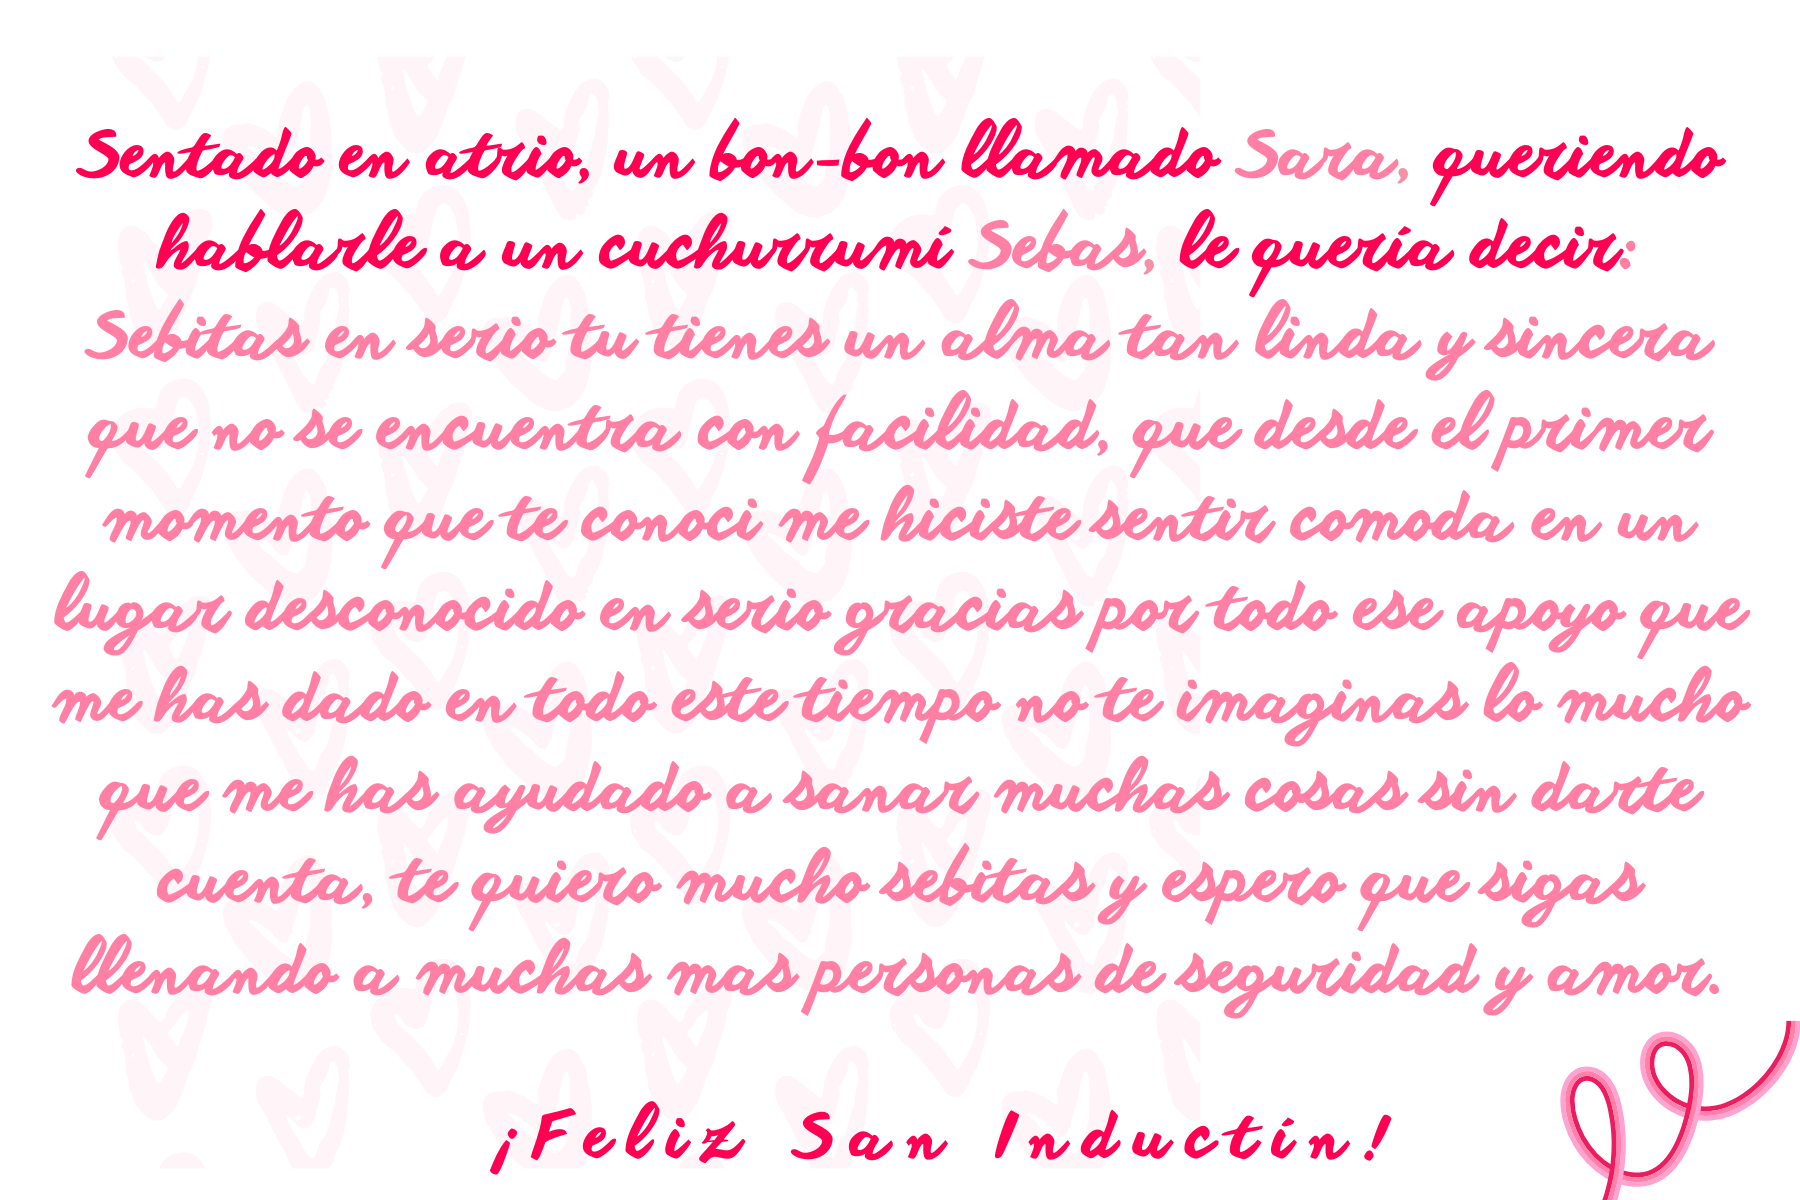 Sentado en atrio, un bon-bon llamado Sara, queriendo
hablarle a un cuchurrumí Sebas, le quería decir:
Sebitas en serio tu tienes un alma tan linda y sincera
que no se encuentra con facilidad, que desde el primer
momento que te conoci me hiciste sentir comoda en un
lugar desconocido en serio gracias por todo ese apoyo que
me has dado en todo este tiempo no te imaginas lo mucho
que me has ayudado a sanar muchas cosas sin darte
cuenta, te quiero mucho sebitas y espero que sigas
llenando a muchas mas personas de seguridad y amor.
¡Feliz San Inductín!